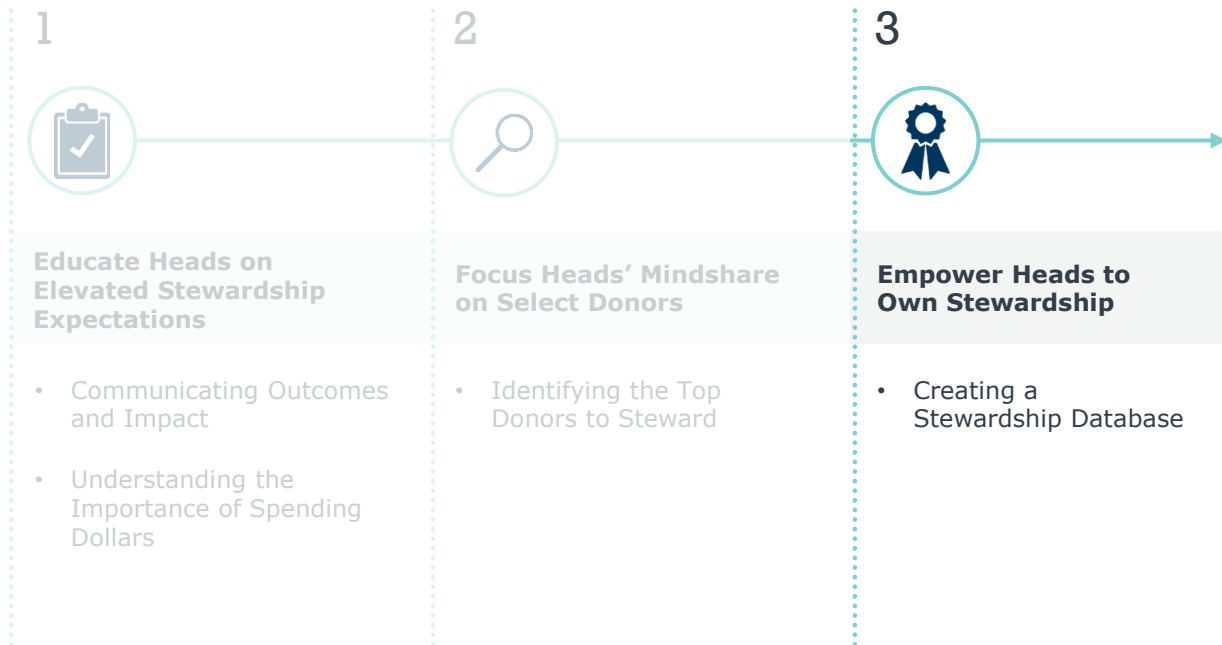 1
Educate Heads on
Elevated Stewardship
Expectations
• Communicating Outcomes
and Impact
• Understanding the
Importance of Spending
Dollars
2
Focus Heads’ Mindshare
on Select Donors
• Identifying the Top
Donors to Steward
3
Empower Heads to
Own Stewardship
• Creating a
Stewardship Database